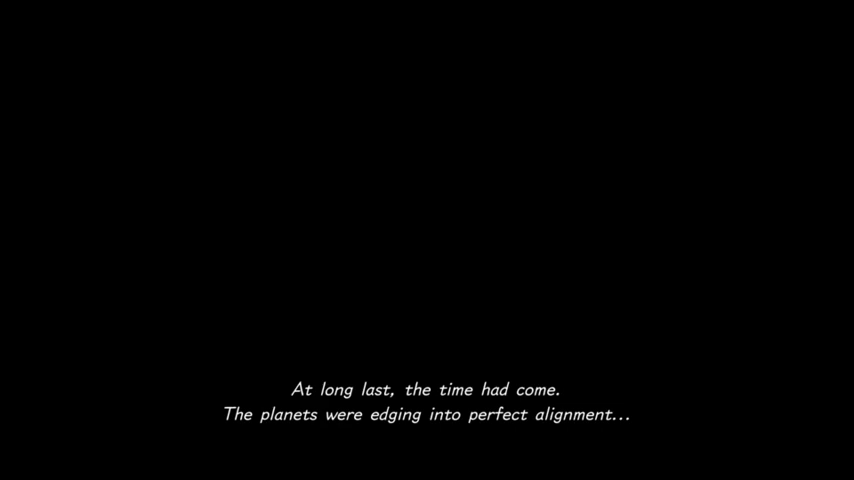 At long last, the time had come.
The planets were edging into perfect alignment...